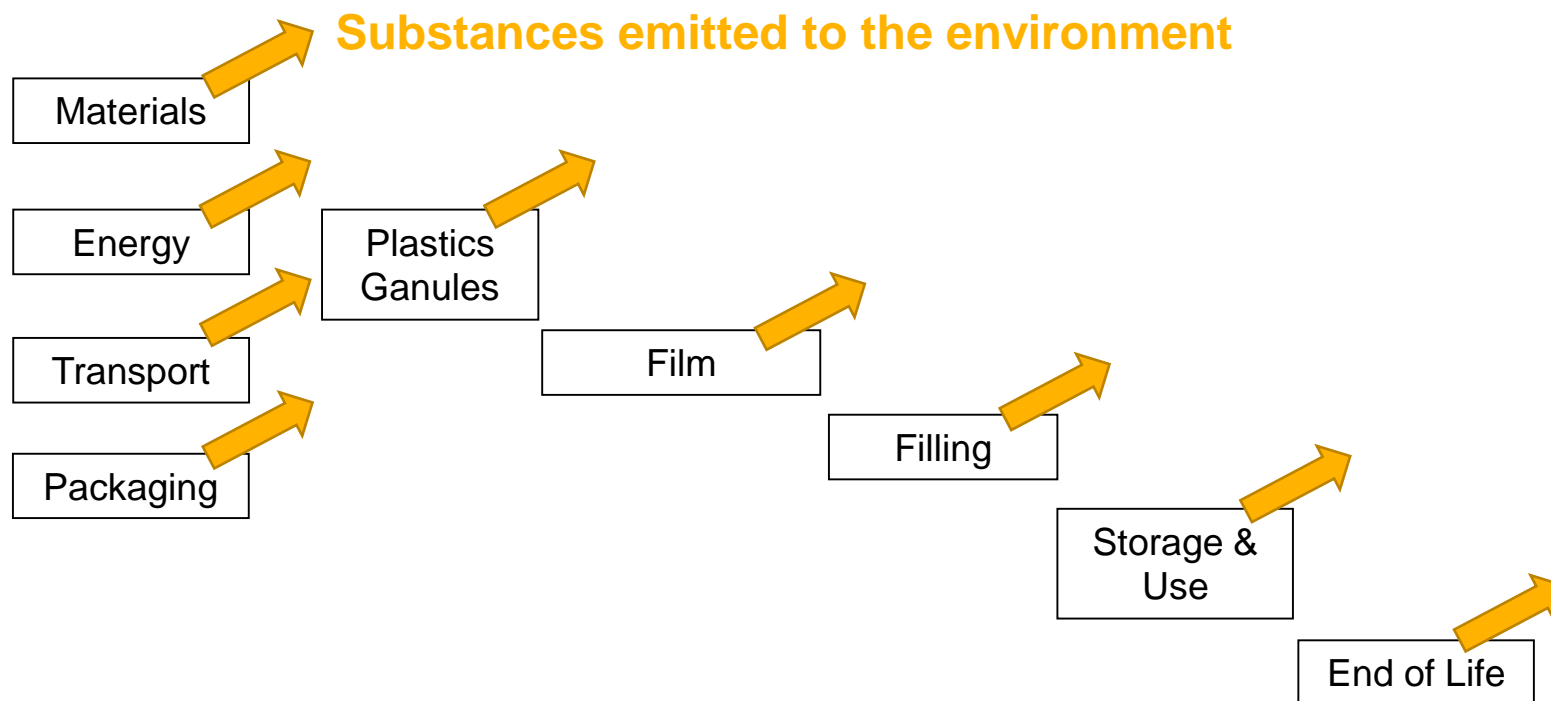 Substances emitted to the environment
Materials
Energy
Transport
Packaging
Plastics
Ganules
Film
Filling
Storage &
Use
End of Life